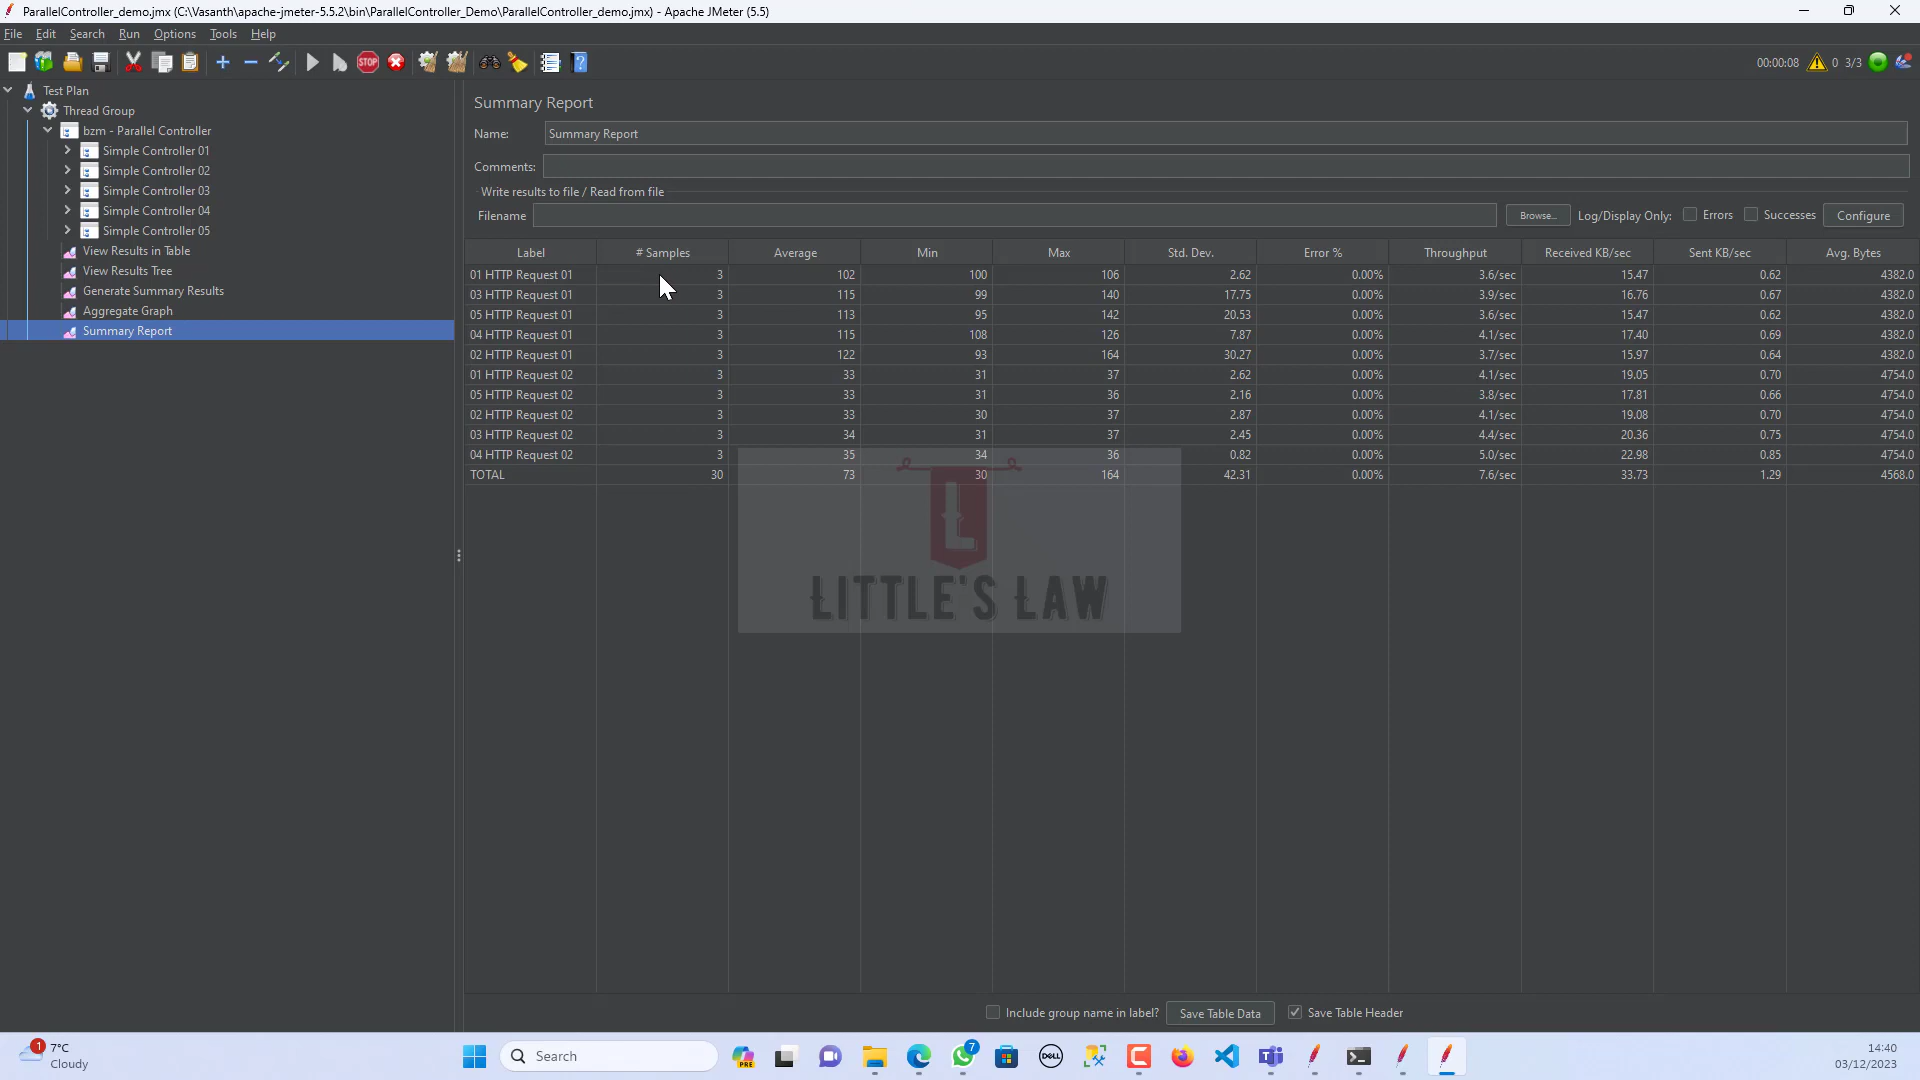 ParallelController_demo.jmx (C:\Vasanth\apache-jmeter-5.5.2\bin\ParallelController_Demo\ParallelController_demo.jmx) - Apache JMeter (5.5)
File Edit Search Run Options Tools Help
STOP 00:00:08 0 3/3
Test Plan
Thread Group
bzm - Parallel Controller
Simple Controller 01
Simple Controller 02
Simple Controller 03
Simple Controller 04
Simple Controller 05
View Results in Table
View Results Tree
Generate Summary Results
Aggregate Graph
Summary Report
Summary Report
Name: Summary Report
Comments:
Write results to file / Read from file
Filename Browse... Log/Display Only: Errors Successes Configure
Label # Samples Average Min Max Std. Dev. Error % Throughput Received KB/sec Sent KB/sec Avg. Bytes
01 HTTP Request 01 3 102 100 106 2.62 0.00% 3.6/sec 15.47 0.62 4382.0
03 HTTP Request 01 3 115 99 140 17.75 0.00% 3.9/sec 16.76 0.67 4382.0
05 HTTP Request 01 3 113 95 142 20.53 0.00% 3.6/sec 15.47 0.62 4382.0
04 HTTP Request 01 3 115 108 126 7.87 0.00% 4.1/sec 17.40 0.69 4382.0
02 HTTP Request 01 3 122 93 164 30.27 0.00% 3.7/sec 15.97 0.64 4382.0
01 HTTP Request 02 3 33 31 37 2.62 0.00% 4.1/sec 19.05 0.70 4754.0
05 HTTP Request 02 3 33 31 36 2.16 0.00% 3.8/sec 17.81 0.66 4754.0
02 HTTP Request 02 3 33 30 37 2.87 0.00% 4.1/sec 19.08 0.70 4754.0
03 HTTP Request 02 3 34 31 37 2.45 0.00% 4.4/sec 20.36 0.75 4754.0
04 HTTP Request 02 3 35 34 36 0.82 0.00% 5.0/sec 22.98 0.85 4754.0
TOTAL 30 73 30 164 42.31 0.00% 7.6/sec 33.73 1.29 4568.0
L
LITTLE'S LAW
Include group name in label? Save Table Data Save Table Header
1 7°C
Cloudy
Search
PRE
7
DELL
14:40
03/12/2023